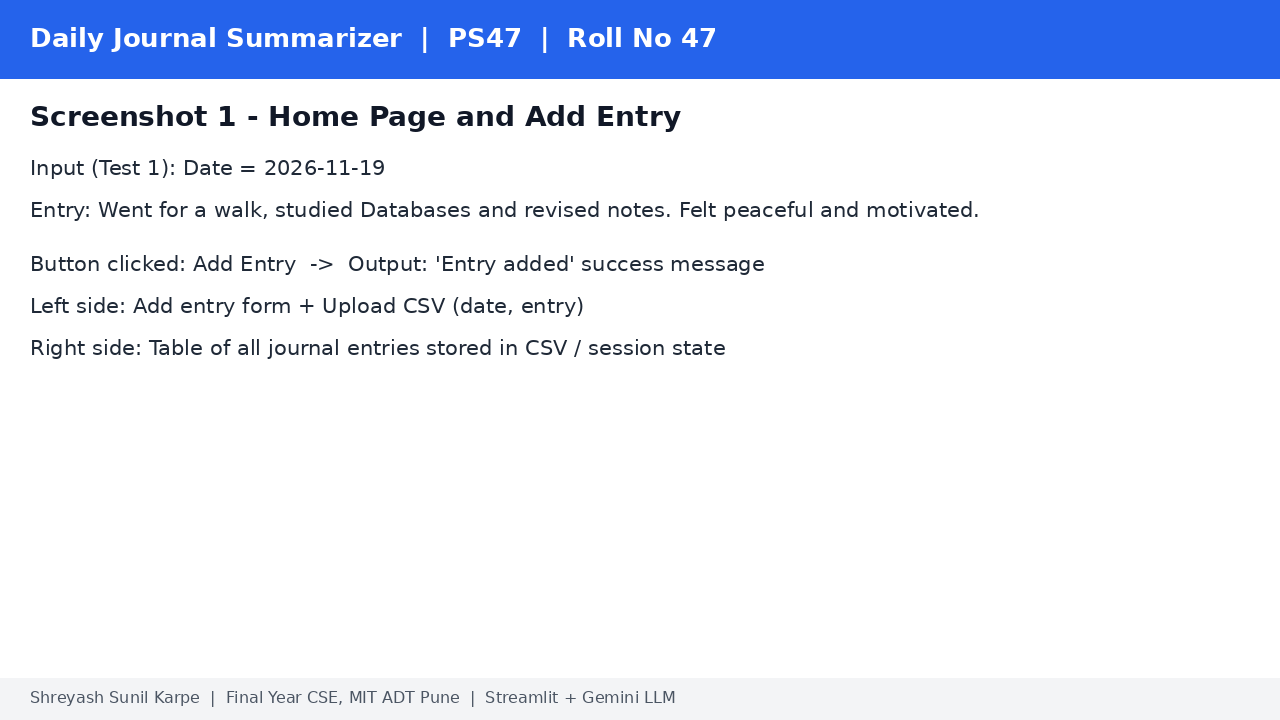 Daily Journal Summarizer | PS47 | Roll No 47
Screenshot 1 - Home Page and Add Entry
Input (Test 1): Date = 2026-11-19
Entry: Went for a walk, studied Databases and revised notes. Felt peaceful and motivated.
Button clicked: Add Entry -> Output: 'Entry added' success message
Left side: Add entry form + Upload CSV (date, entry)
Right side: Table of all journal entries stored in CSV / session state
Shreyash Sunil Karpe | Final Year CSE, MIT ADT Pune | Streamlit + Gemini LLM